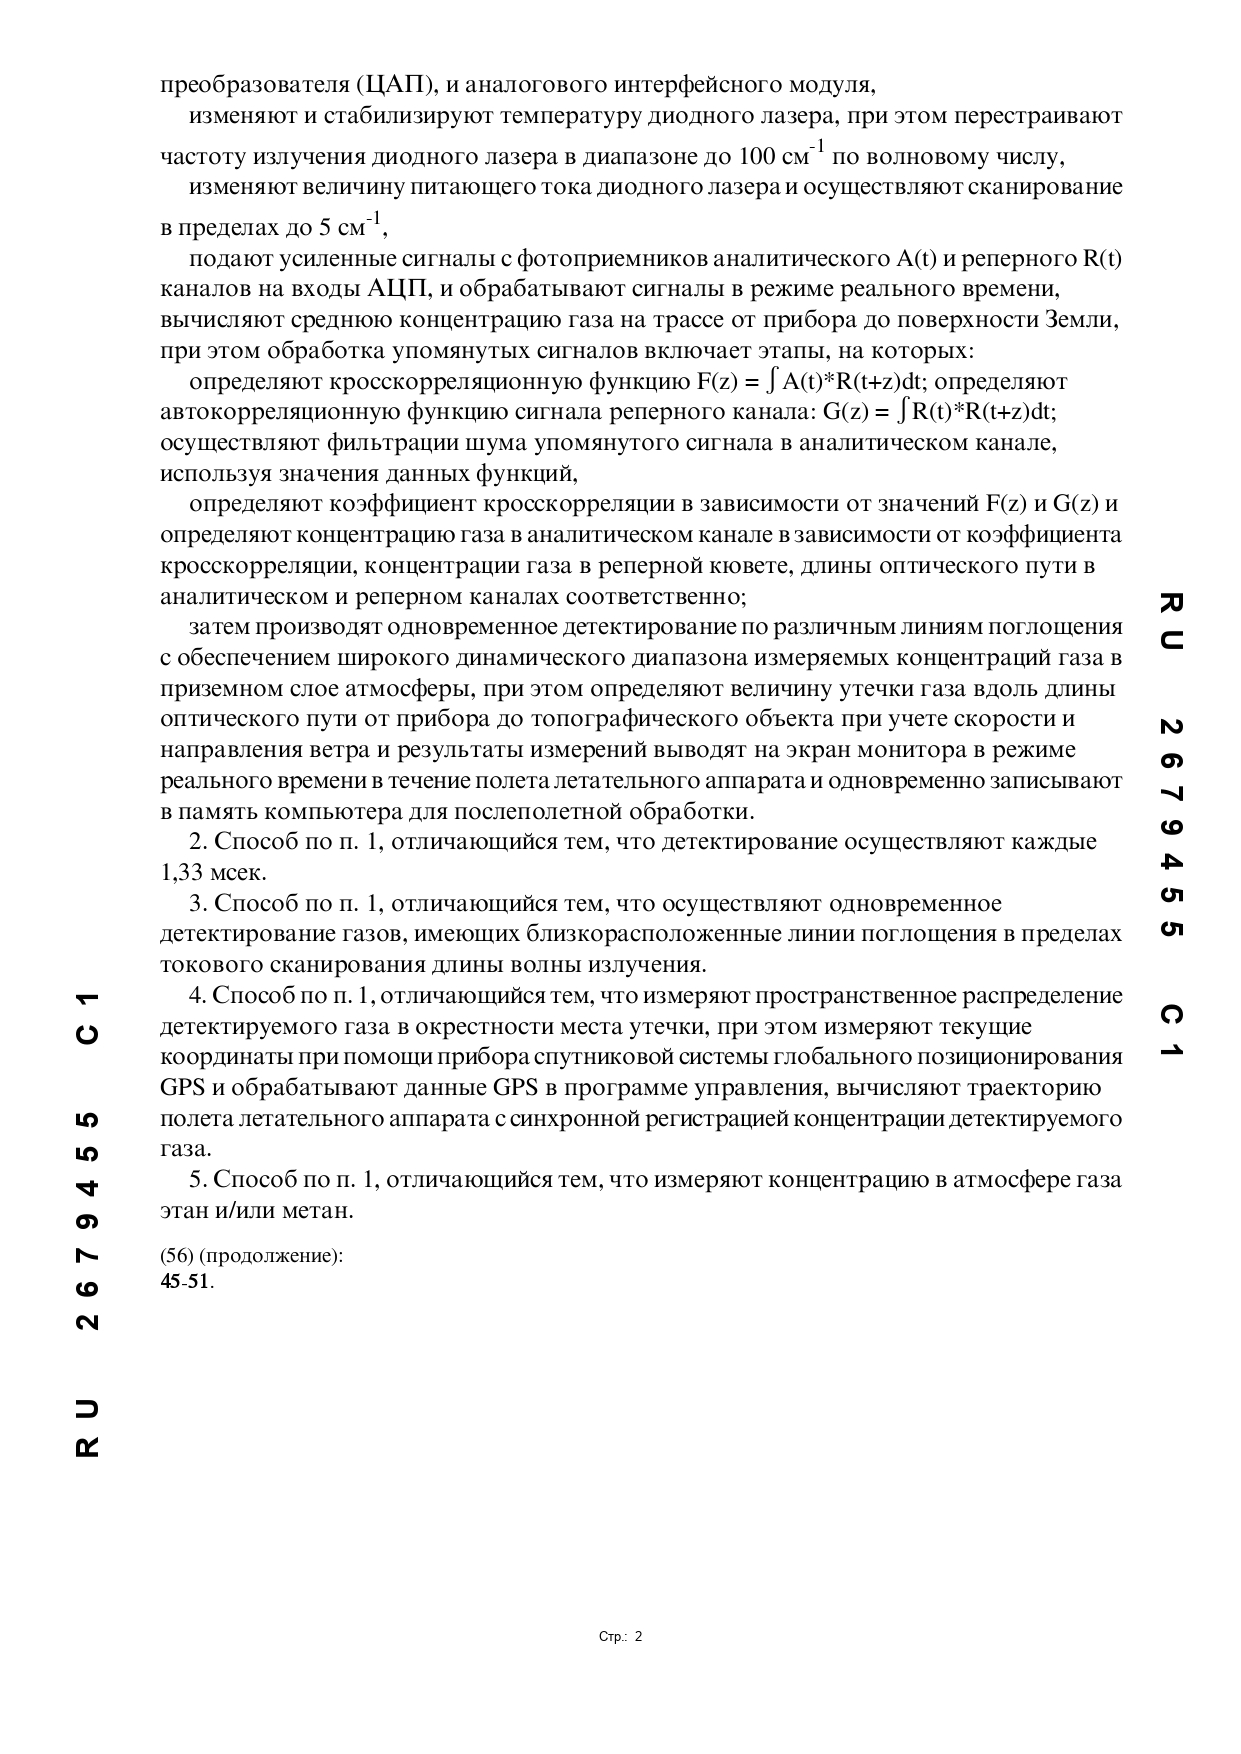 преобразователя (ЦАП), и аналогового интерфейсного модуля,
изменяют и стабилизируют температуру диодного лазера, при этом перестраивают
частоту излучения диодного лазера в диапазоне до 100 см⁻¹ по волновому числу,
изменяют величину питающего тока диодного лазера и осуществляют сканирование
в пределах до 5 см⁻¹,
подают усиленные сигналы с фотоприемников аналитического A(t) и реперного R(t)
каналов на входы АЦП, и обрабатывают сигналы в режиме реального времени,
вычисляют среднюю концентрацию газа на трассе от прибора до поверхности Земли,
при этом обработка упомянутых сигналов включает этапы, на которых:
определяют кросскорреляционную функцию F(z) = ∫ A(t)*R(t+z)dt; определяют
автокорреляционную функцию сигнала реперного канала: G(z) = ∫ R(t)*R(t+z)dt;
осуществляют фильтрации шума упомянутого сигнала в аналитическом канале,
используя значения данных функций,
определяют коэффициент кросскорреляции в зависимости от значений F(z) и G(z) и
определяют концентрацию газа в аналитическом канале в зависимости от коэффициента
кросскорреляции, концентрации газа в реперной кювете, длины оптического пути в
аналитическом и реперном каналах соответственно;
затем производят одновременное детектирование по различным линиям поглощения
с обеспечением широкого динамического диапазона измеряемых концентраций газа в
приземном слое атмосферы, при этом определяют величину утечки газа вдоль длины
оптического пути от прибора до топографического объекта при учете скорости и
направления ветра и результаты измерений выводят на экран монитора в режиме
реального времени в течение полета летательного аппарата и одновременно записывают
в память компьютера для послеполетной обработки.
2. Способ по п. 1, отличающийся тем, что детектирование осуществляют каждые
1,33 мсек.
3. Способ по п. 1, отличающийся тем, что осуществляют одновременное
детектирование газов, имеющих близкорасположенные линии поглощения в пределах
токового сканирования длины волны излучения.
4. Способ по п. 1, отличающийся тем, что измеряют пространственное распределение
детектируемого газа в окрестности места утечки, при этом измеряют текущие
координаты при помощи прибора спутниковой системы глобального позиционирования
GPS и обрабатывают данные GPS в программе управления, вычисляют траекторию
полета летательного аппарата с синхронной регистрацией концентрации детектируемого
газа.
5. Способ по п. 1, отличающийся тем, что измеряют концентрацию в атмосфере газа
этан и/или метан.
(56) (продолжение):
45-51.
RU 2679455 C1
RU 2679455 C1
Стр.: 2